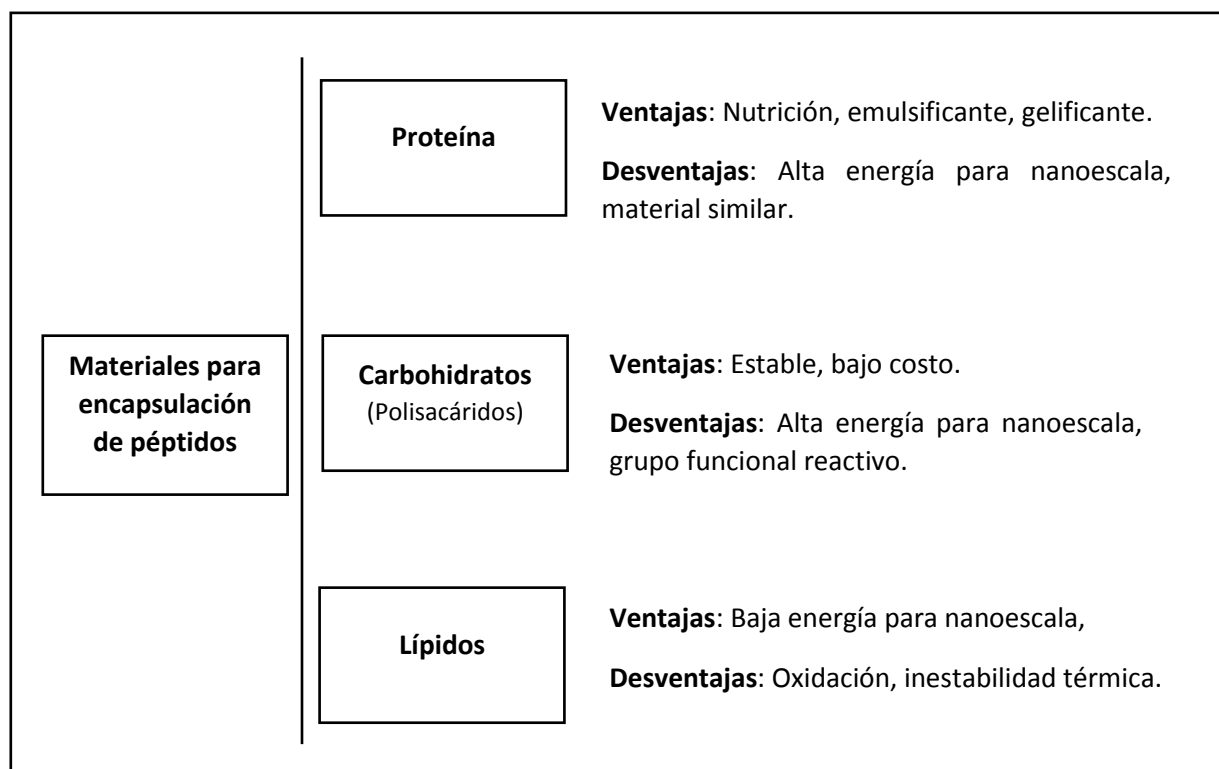 Proteína
Ventajas: Nutrición, emulsificante, gelificante.
Desventajas: Alta energía para nanoescala,
material similar.
Materiales para
encapsulación
de péptidos
Carbohidratos
(Polisacáridos)
Ventajas: Estable, bajo costo.
Desventajas: Alta energía para nanoescala,
grupo funcional reactivo.
Lípidos
Ventajas: Baja energía para nanoescala,
Desventajas: Oxidación, inestabilidad térmica.